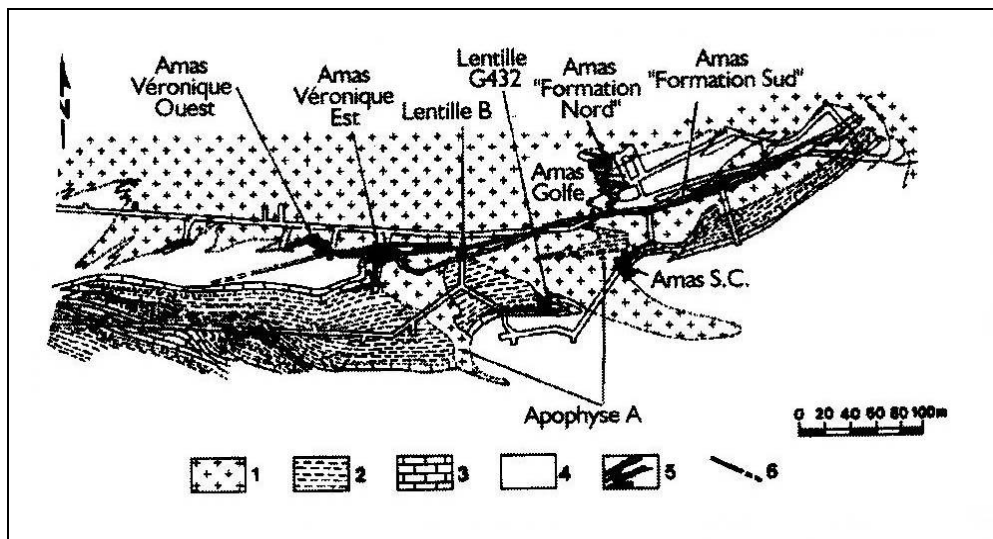 Amas
Véronique
Ouest
Amas
Véronique
Est
Lentille B
Lentille
G432
Amas
"Formation
Nord"
Amas
"Formation Sud"
Amas
Golfe
Amas S.C.
Apophyse A
0 20 40 60 80 100m
1
2
3
4
5
6